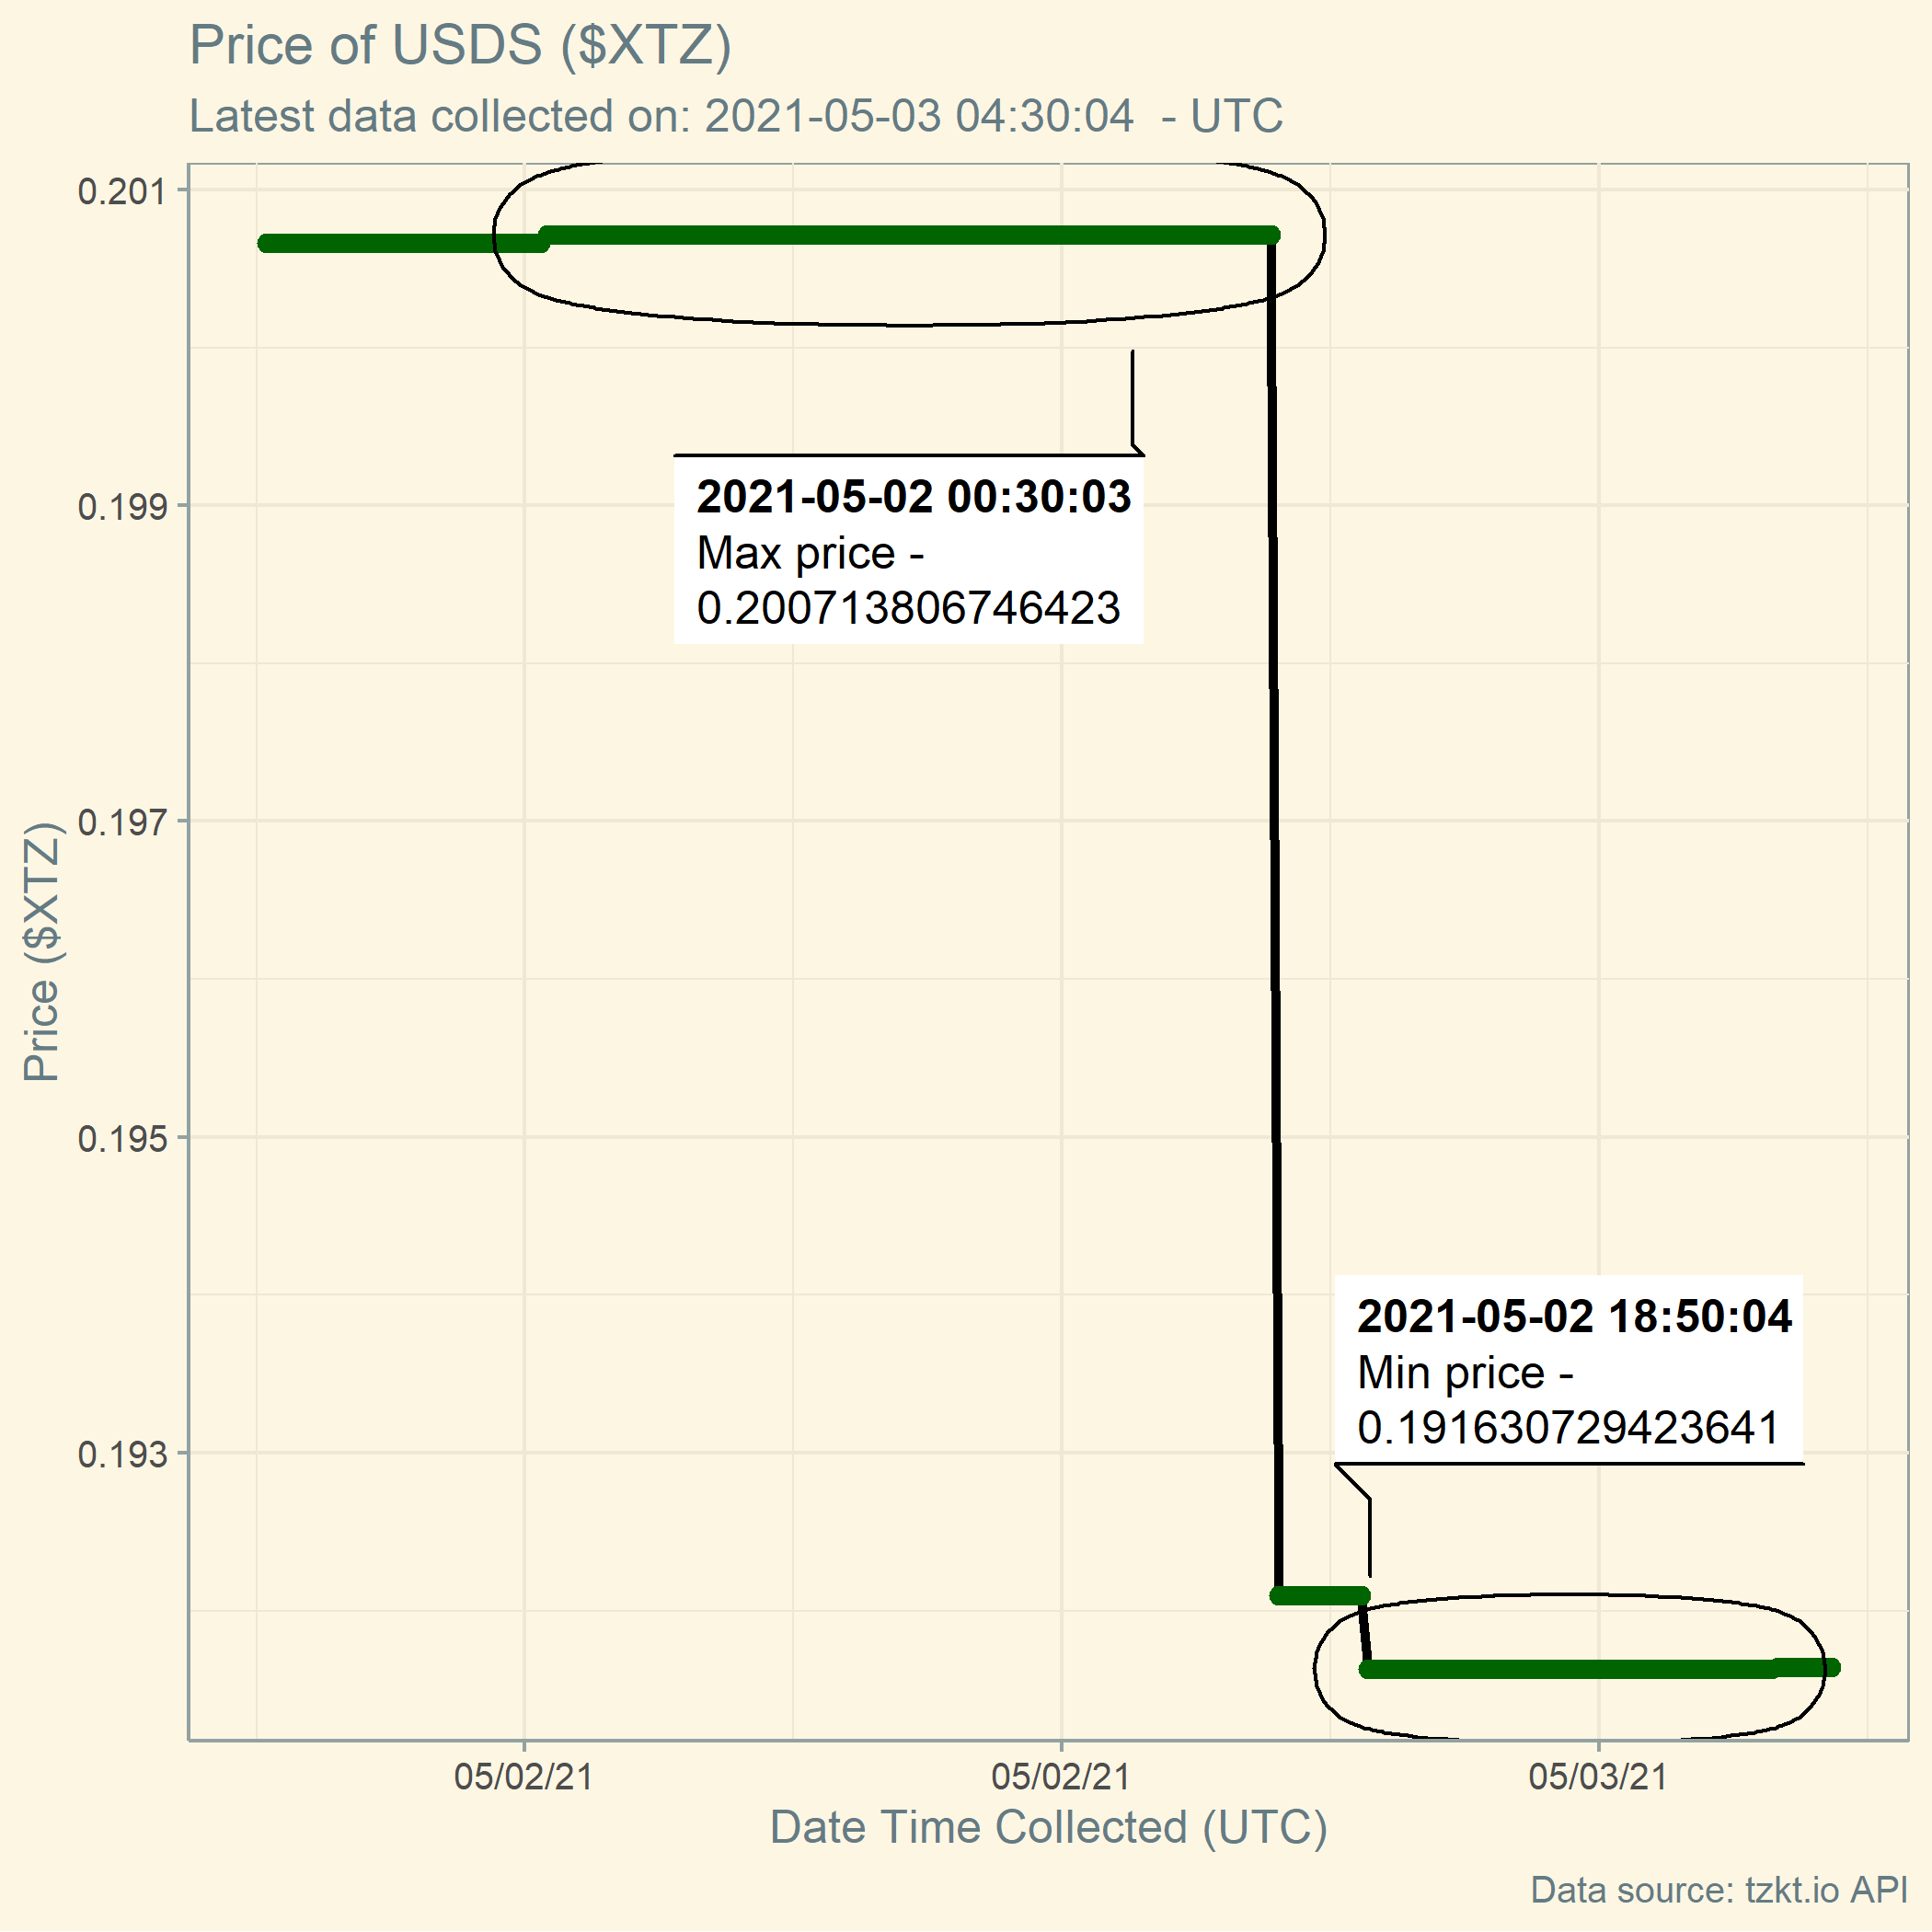 Price of USDS ($XTZ)
Latest data collected on: 2021-05-03 04:30:04  - UTC
0.201
0.199
0.197
0.195
0.193
Price ($XTZ)
2021-05-02 00:30:03
Max price -
0.200713806746423
2021-05-02 18:50:04
Min price -
0.191630729423641
05/02/21
05/02/21
05/03/21
Date Time Collected (UTC)
Data source: tzkt.io API